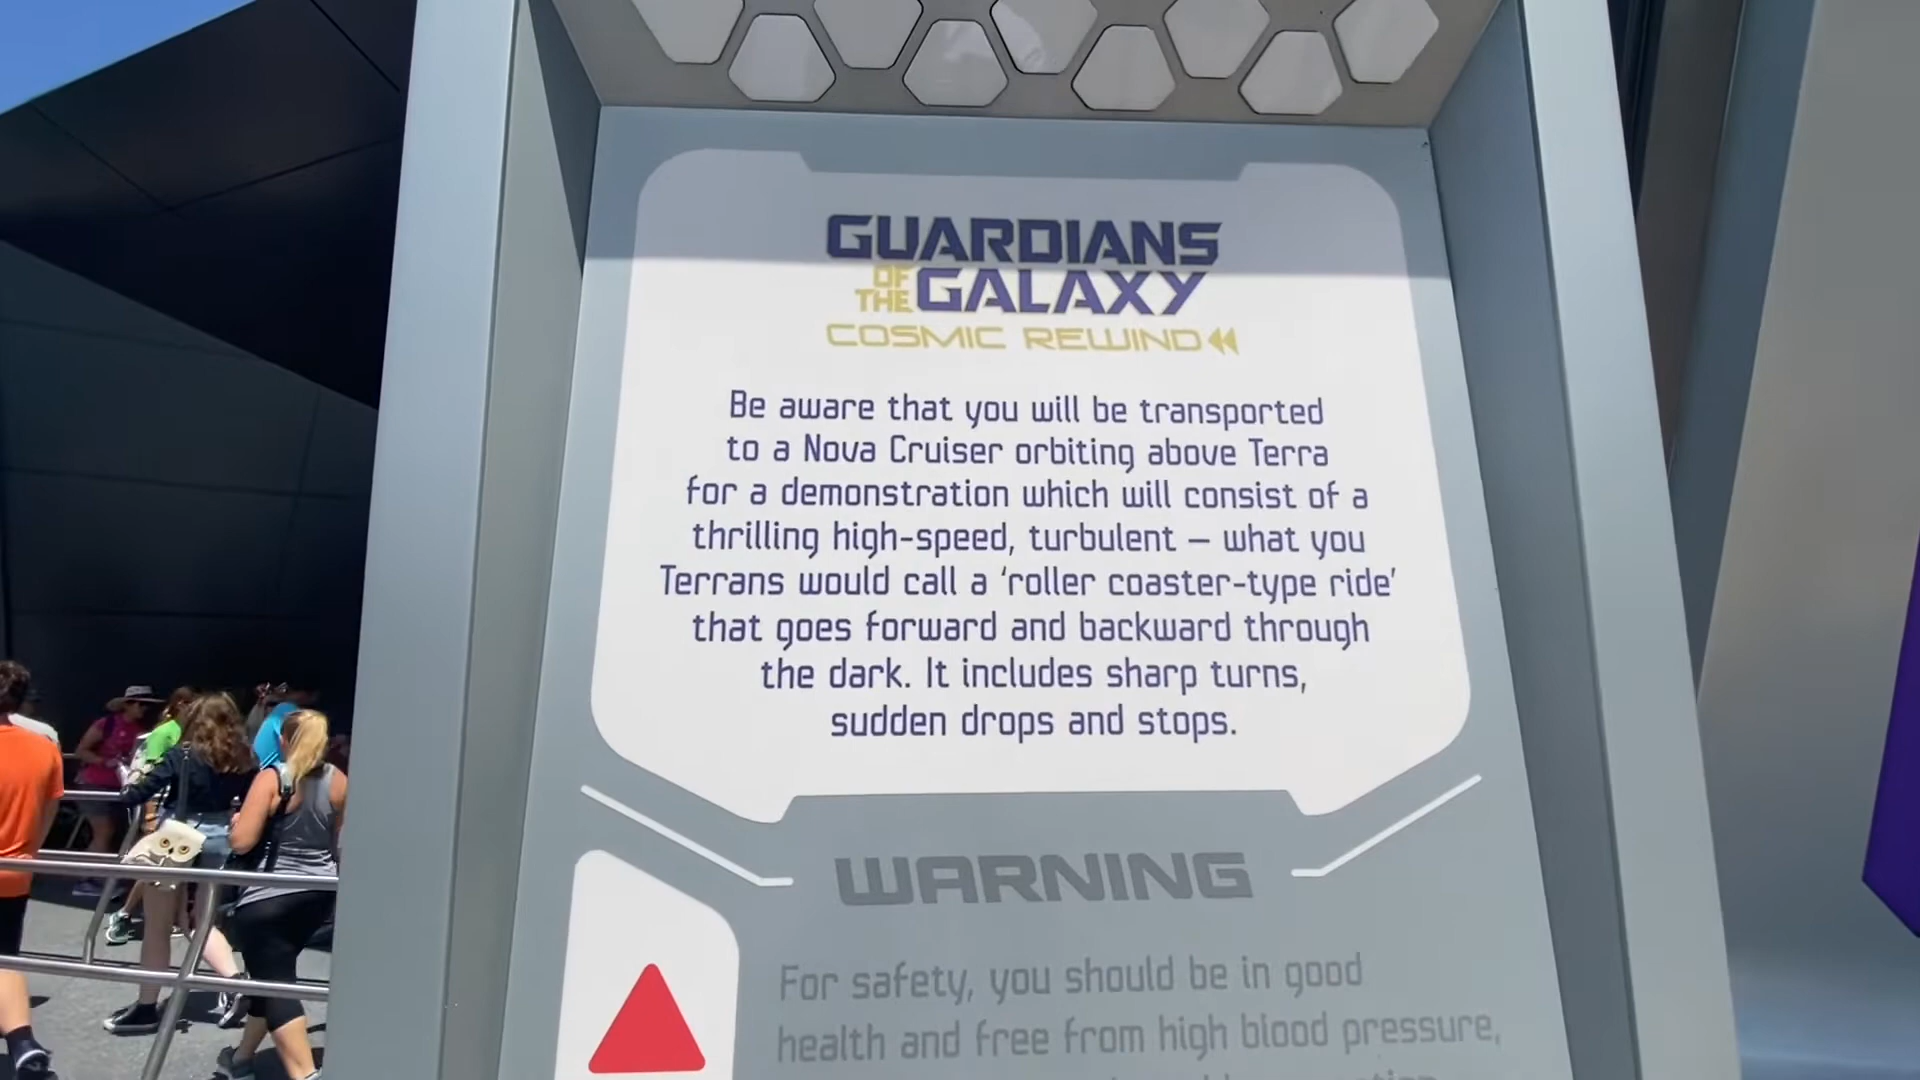 GUARDIANS
OF THE GALAXY
COSMIC REWIND
Be aware that you will be transported
to a Nova Cruiser orbiting above Terra
for a demonstration which will consist of a
thrilling high-speed, turbulent – what you
Terrans would call a ‘roller coaster-type ride’
that goes forward and backward through
the dark. It includes sharp turns,
sudden drops and stops.
WARNING
For safety, you should be in good
health and free from high blood pressure,